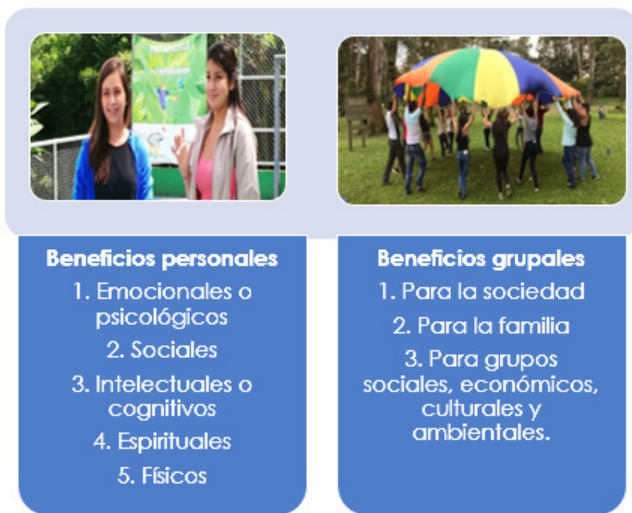 Beneficios personales
1. Emocionales o
psicológicos
2. Sociales
3. Intelectuales o
cognitivos
4. Espirituales
5. Físicos
Beneficios grupales
1. Para la sociedad
2. Para la familia
3. Para grupos
sociales, económicos,
culturales y
ambientales.